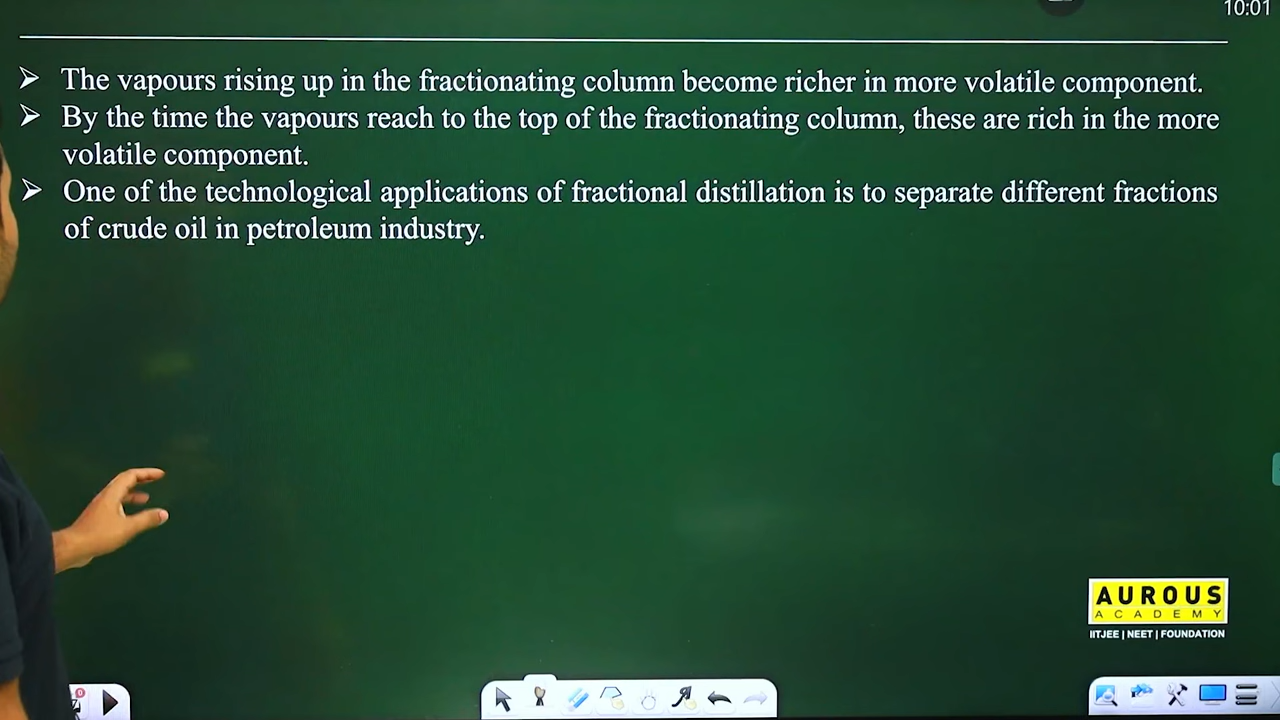 10:01
➢ The vapours rising up in the fractionating column become richer in more volatile component.
➢ By the time the vapours reach to the top of the fractionating column, these are rich in the more
volatile component.
➢ One of the technological applications of fractional distillation is to separate different fractions
of crude oil in petroleum industry.
AUROUS
ACADEMY
IITJEE | NEET | FOUNDATION
0